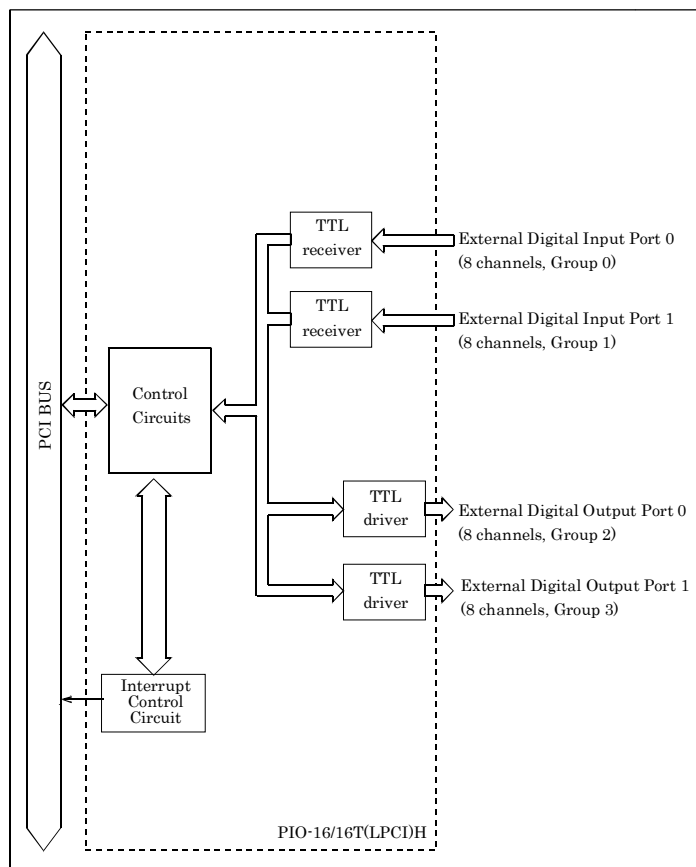 TTL
receiver
External Digital Input Port 0
(8 channels, Group 0)
TTL
receiver
External Digital Input Port 1
(8 channels, Group 1)
PCI BUS
Control
Circuits
TTL
driver
External Digital Output Port 0
(8 channels, Group 2)
TTL
driver
External Digital Output Port 1
(8 channels, Group 3)
Interrupt
Control
Circuit
PIO-16/16T(LPCI)H